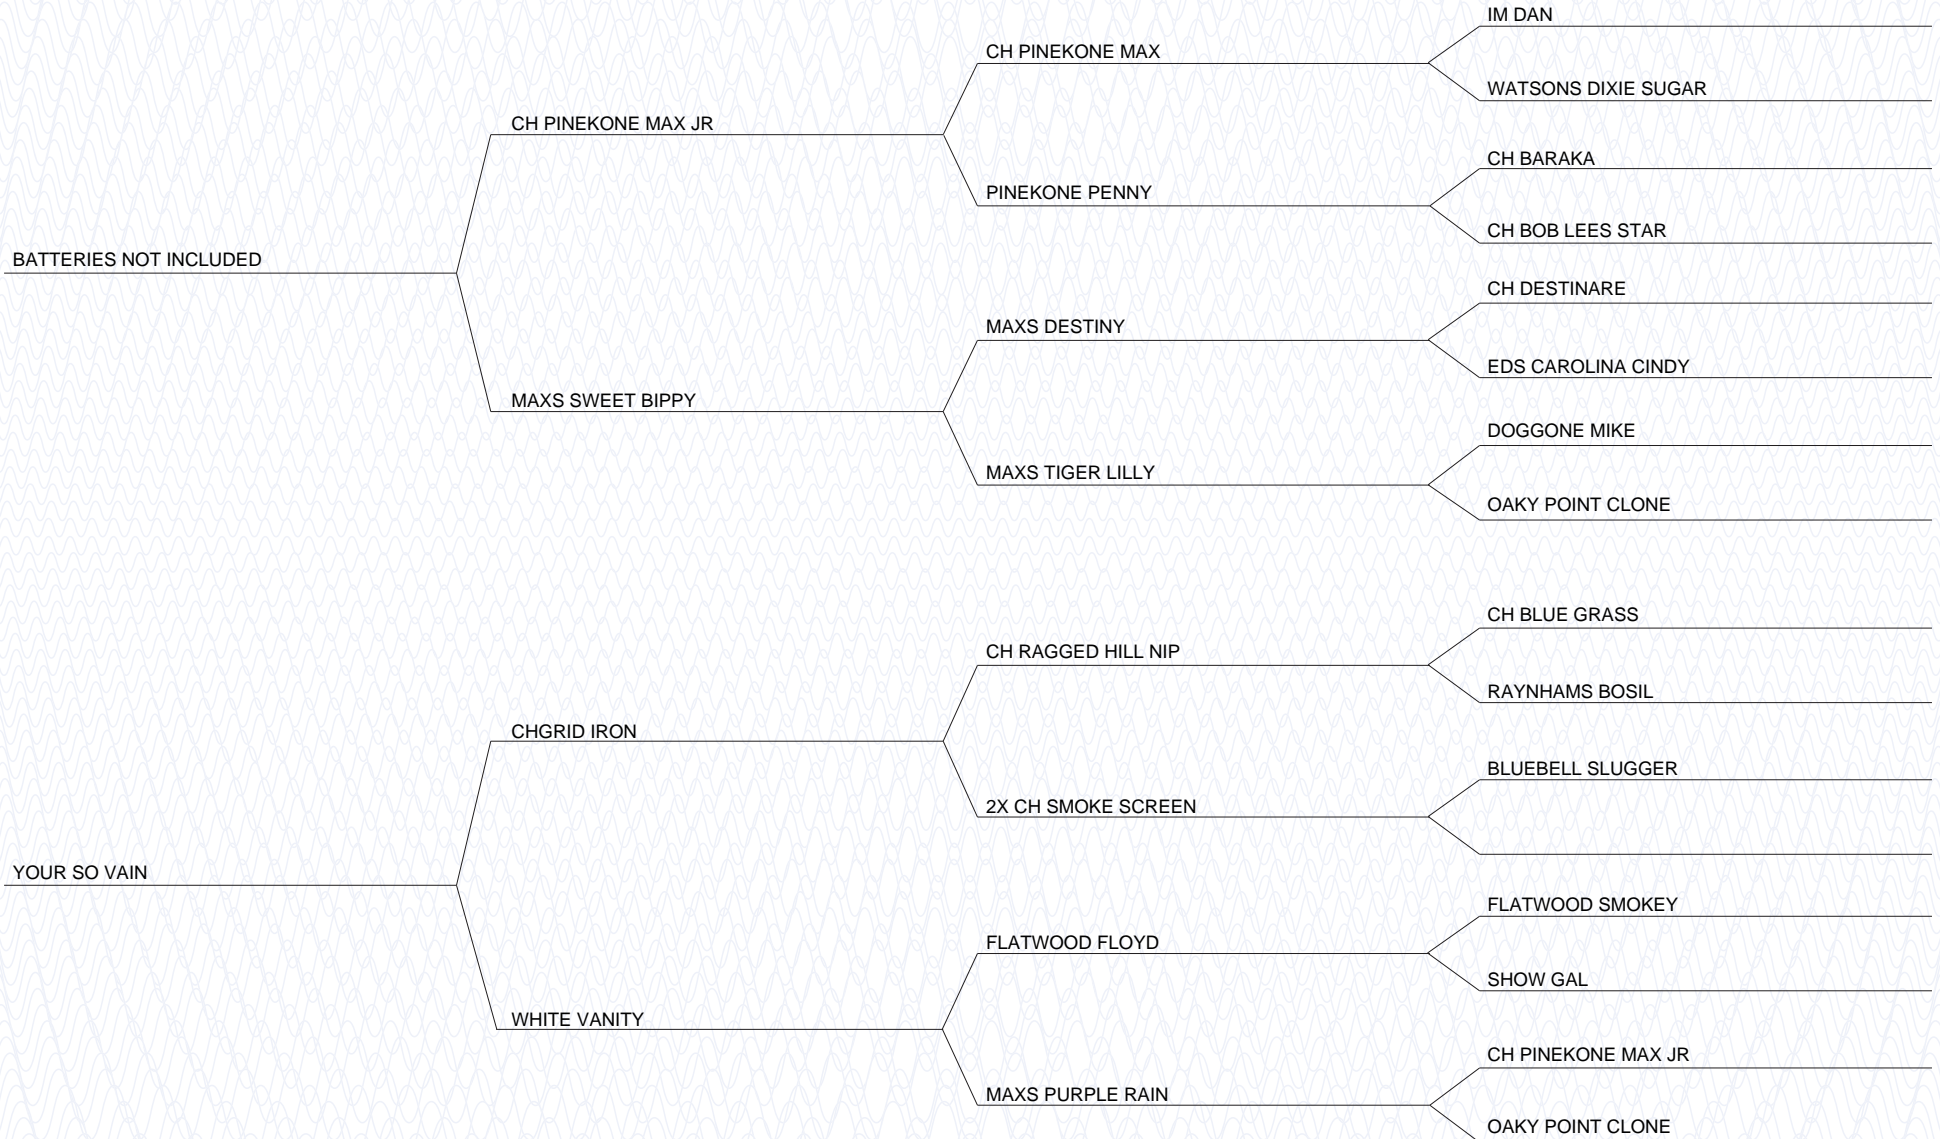 IM DAN
CH PINEKONE MAX
WATSONS DIXIE SUGAR
CH PINEKONE MAX JR
CH BARAKA
PINEKONE PENNY
CH BOB LEES STAR
BATTERIES NOT INCLUDED
CH DESTINARE
MAXS DESTINY
EDS CAROLINA CINDY
MAXS SWEET BIPPY
DOGGONE MIKE
MAXS TIGER LILLY
OAKY POINT CLONE
CH BLUE GRASS
CH RAGGED HILL NIP
RAYNHAMS BOSIL
CHGRID IRON
BLUEBELL SLUGGER
2X CH SMOKE SCREEN
YOUR SO VAIN
FLATWOOD SMOKEY
FLATWOOD FLOYD
SHOW GAL
WHITE VANITY
CH PINEKONE MAX JR
MAXS PURPLE RAIN
OAKY POINT CLONE